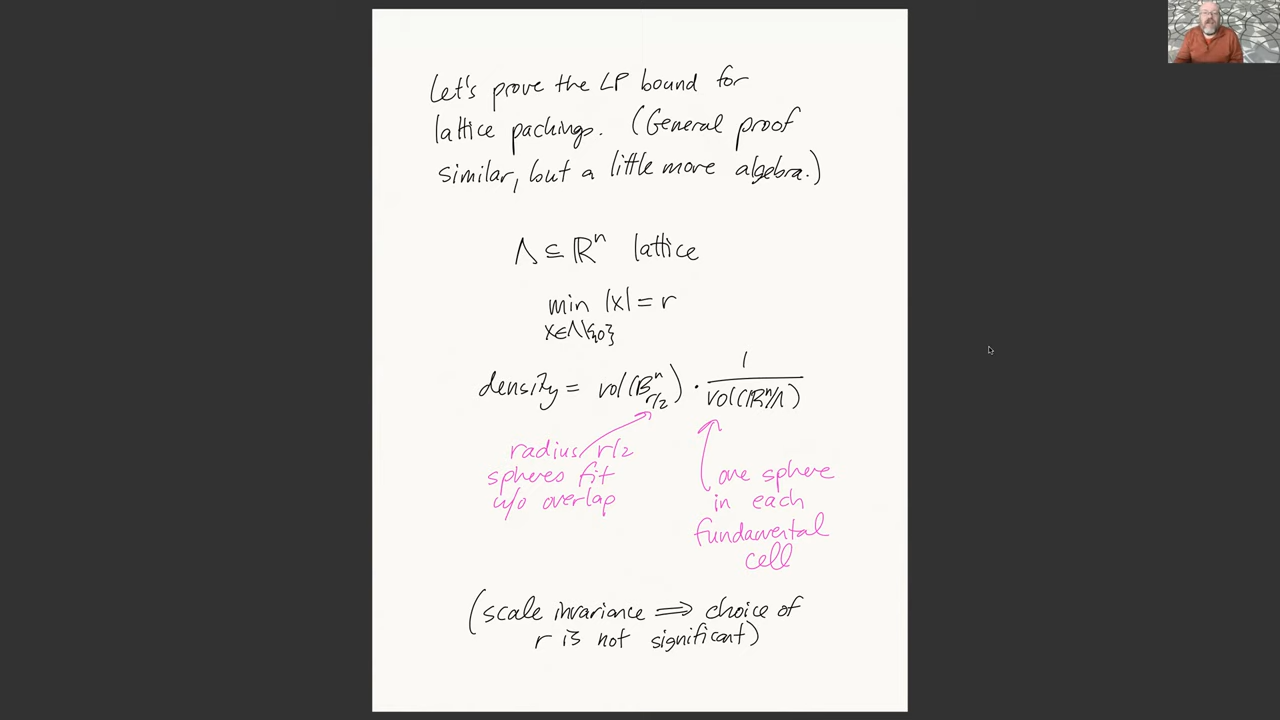 Let's prove the LP bound for
lattice packings. (General proof
similar, but a little more algebra.)
Λ ⊆ ℝⁿ lattice
min |x| = r
x∈Λ\{0}
density = vol(Bⁿ_{r/2}) · 1/vol(ℝⁿ/Λ)
radius r/2
spheres fit
w/o overlap
one sphere
in each
fundamental
cell
(scale invariance ⟹ choice of
r is not significant)